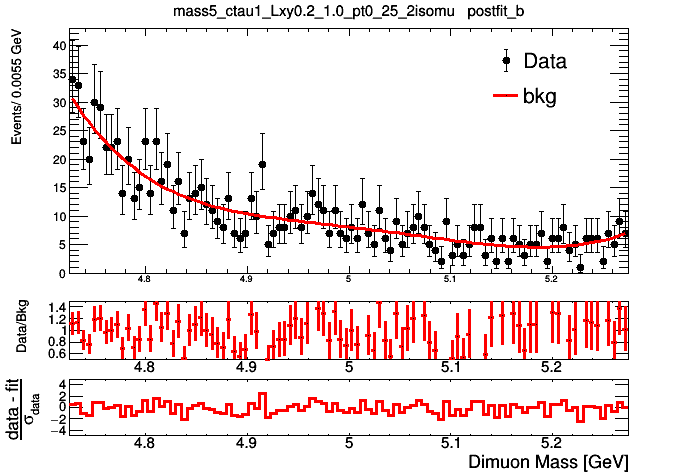 mass5_ctau1_Lxy0.2_1.0_pt0_25_2isomu postfit_b
Events/ 0.0055 GeV
40
35
30
25
20
15
10
5
0
Data
bkg
4.8 4.9 5 5.1 5.2
Data/Bkg
1.4
1.2
1
0.8
0.6
4.8 4.9 5 5.1 5.2
data - fit
σdata
4
2
0
−2
−4
4.8 4.9 5 5.1 5.2
Dimuon Mass [GeV]